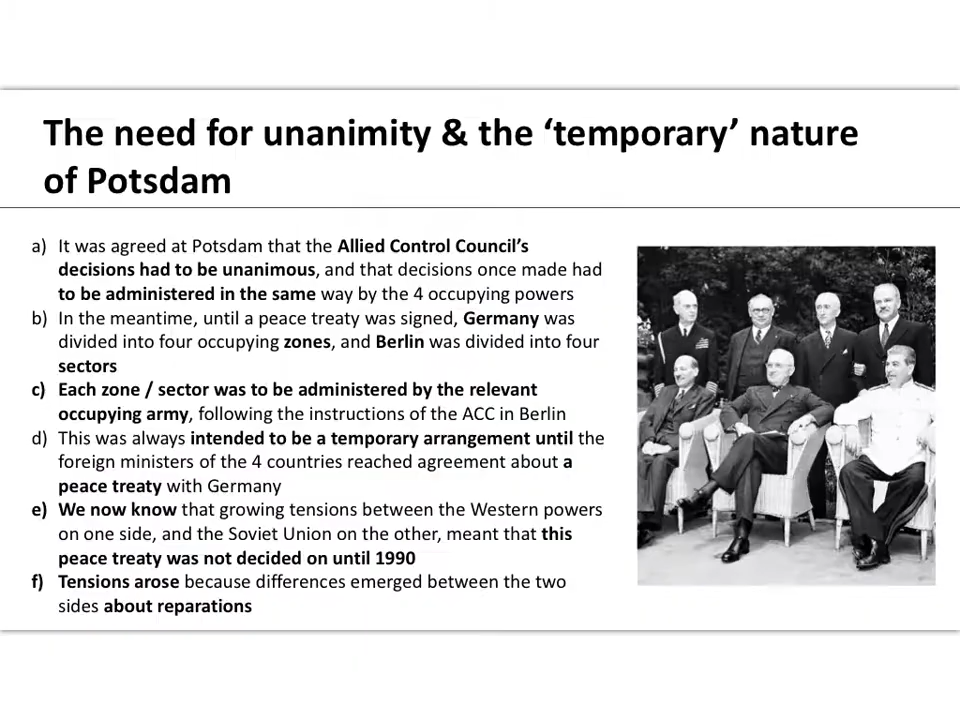 The need for unanimity & the ‘temporary’ nature
of Potsdam
a) It was agreed at Potsdam that the Allied Control Council’s
decisions had to be unanimous, and that decisions once made had
to be administered in the same way by the 4 occupying powers
b) In the meantime, until a peace treaty was signed, Germany was
divided into four occupying zones, and Berlin was divided into four
sectors
c) Each zone / sector was to be administered by the relevant
occupying army, following the instructions of the ACC in Berlin
d) This was always intended to be a temporary arrangement until the
foreign ministers of the 4 countries reached agreement about a
peace treaty with Germany
e) We now know that growing tensions between the Western powers
on one side, and the Soviet Union on the other, meant that this
peace treaty was not decided on until 1990
f) Tensions arose because differences emerged between the two
sides about reparations